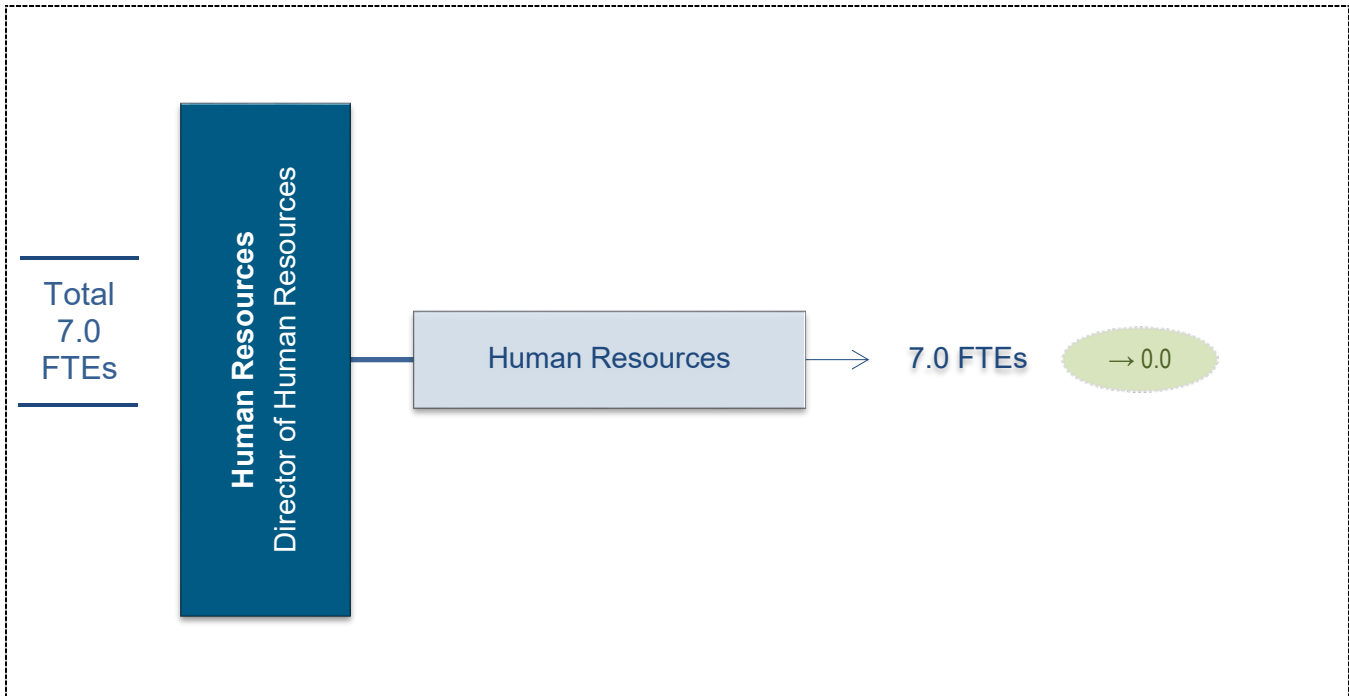 Total
7.0
FTEs
Human Resources
Director of Human Resources
Human Resources
7.0 FTEs
→ 0.0